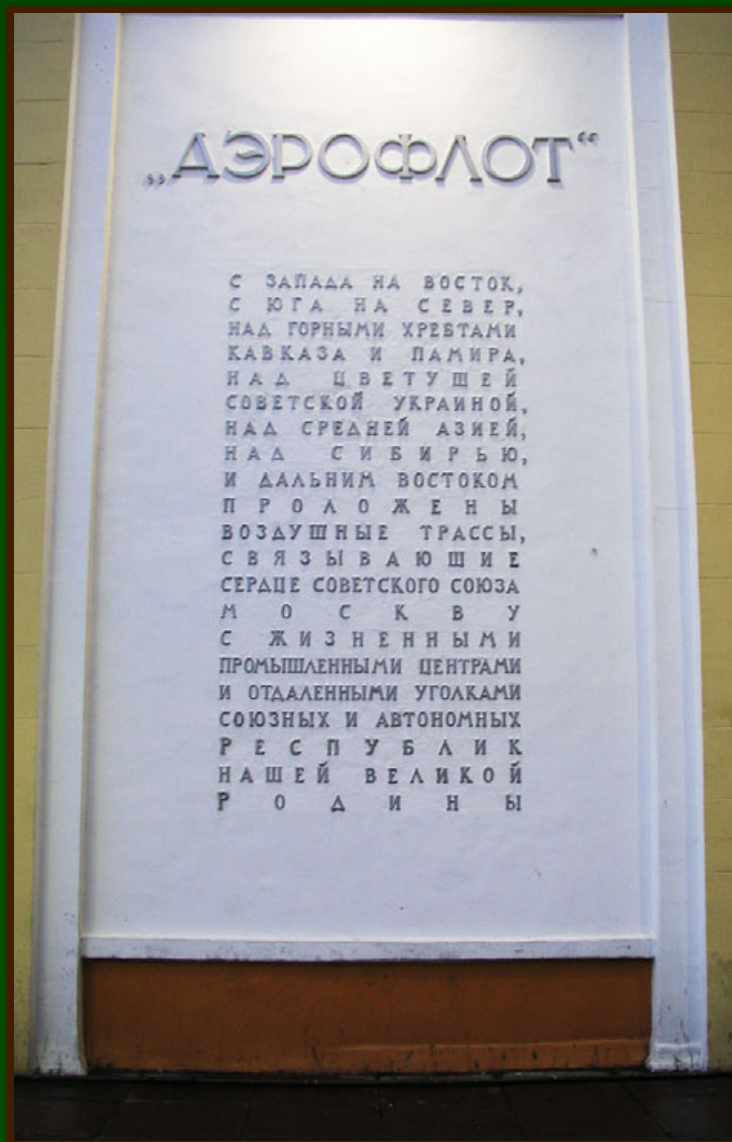 „АЭРОФЛОТ“
С ЗАПАДА НА ВОСТОК,
С ЮГА НА СЕВЕР,
НАД ГОРНЫМИ ХРЕБТАМИ
КАВКАЗА И ПАМИРА,
НАД ЦВЕТУЩЕЙ
СОВЕТСКОЙ УКРАИНОЙ,
НАД СРЕДНЕЙ АЗИЕЙ,
НАД СИБИРЬЮ,
И ДАЛЬНИМ ВОСТОКОМ
ПРОЛОЖЕНЫ
ВОЗДУШНЫЕ ТРАССЫ,
СВЯЗЫВАЮЩИЕ
СЕРДЦЕ СОВЕТСКОГО СОЮЗА
МОСКВУ
С ЖИЗНЕННЫМИ
ПРОМЫШЛЕННЫМИ ЦЕНТРАМИ
И ОТДАЛЕННЫМИ УГОЛКАМИ
СОЮЗНЫХ И АВТОНОМНЫХ
РЕСПУБЛИК
НАШЕЙ ВЕЛИКОЙ
РОДИНЫ